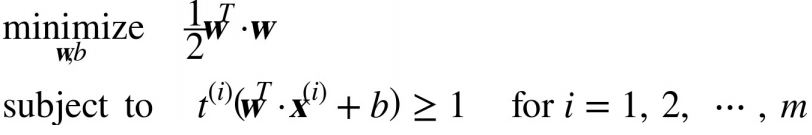 minimize 1/2 w^T · w
w,b
subject to t^(i)(w^T · x^(i) + b) ≥ 1 for i = 1, 2, ⋯ , m